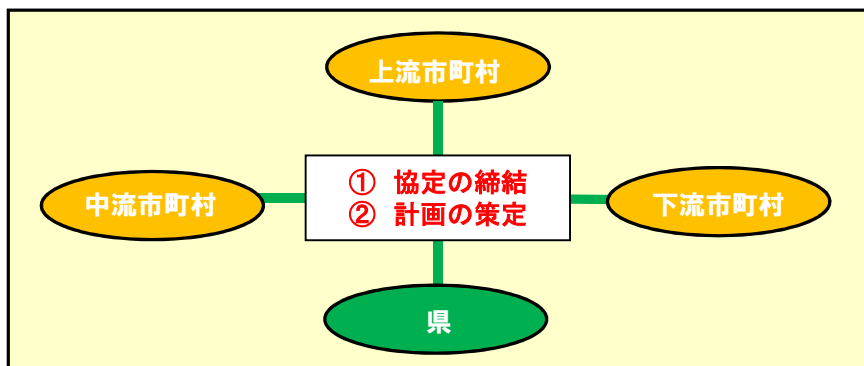 上流市町村
① 協定の締結
② 計画の策定
中流市町村
下流市町村
県